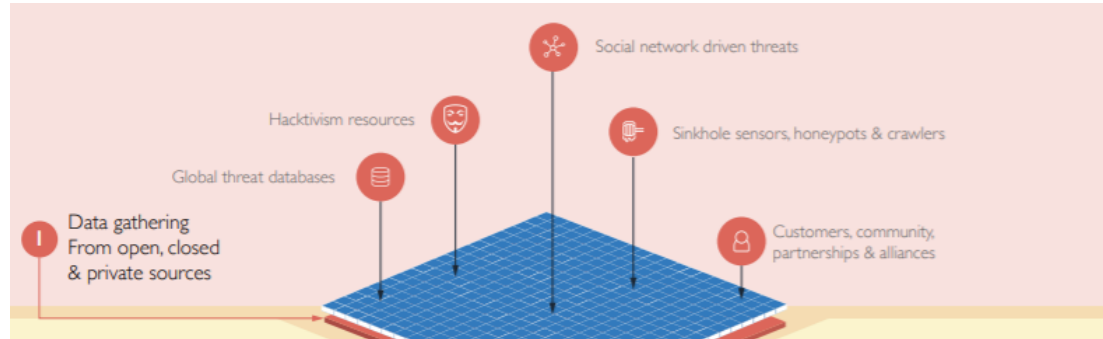 Social network driven threats
Hacktivism resources
Sinkhole sensors, honeypots & crawlers
Global threat databases
I
Data gathering
From open, closed
& private sources
Customers, community,
partnerships & alliances